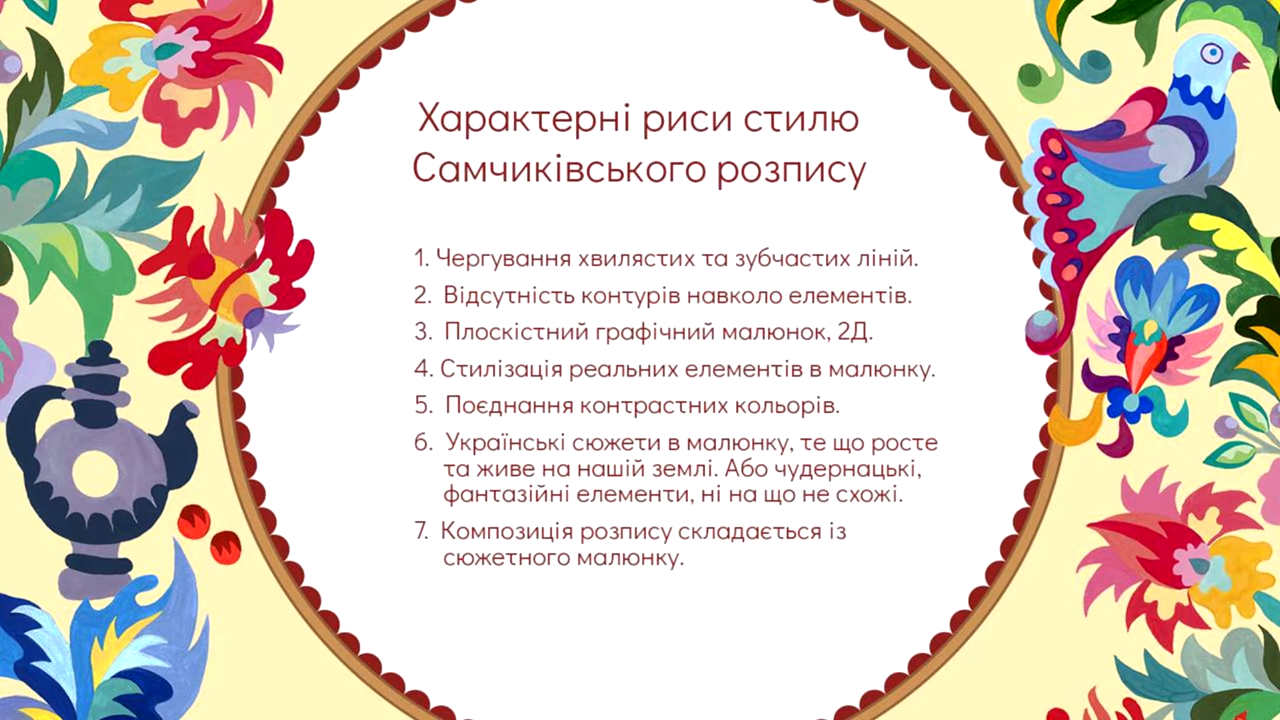 Характерні риси стилю
Самчиківського розпису
1. Чергування хвилястих та зубчастих ліній.
2. Відсутність контурів навколо елементів.
3. Плоскістний графічний малюнок, 2Д.
4. Стилізація реальних елементів в малюнку.
5. Поєднання контрастних кольорів.
6. Українські сюжети в малюнку, те що росте
та живе на нашій землі. Або чудернацькі,
фантазійні елементи, ні на що не схожі.
7. Композиція розпису складається із
сюжетного малюнку.